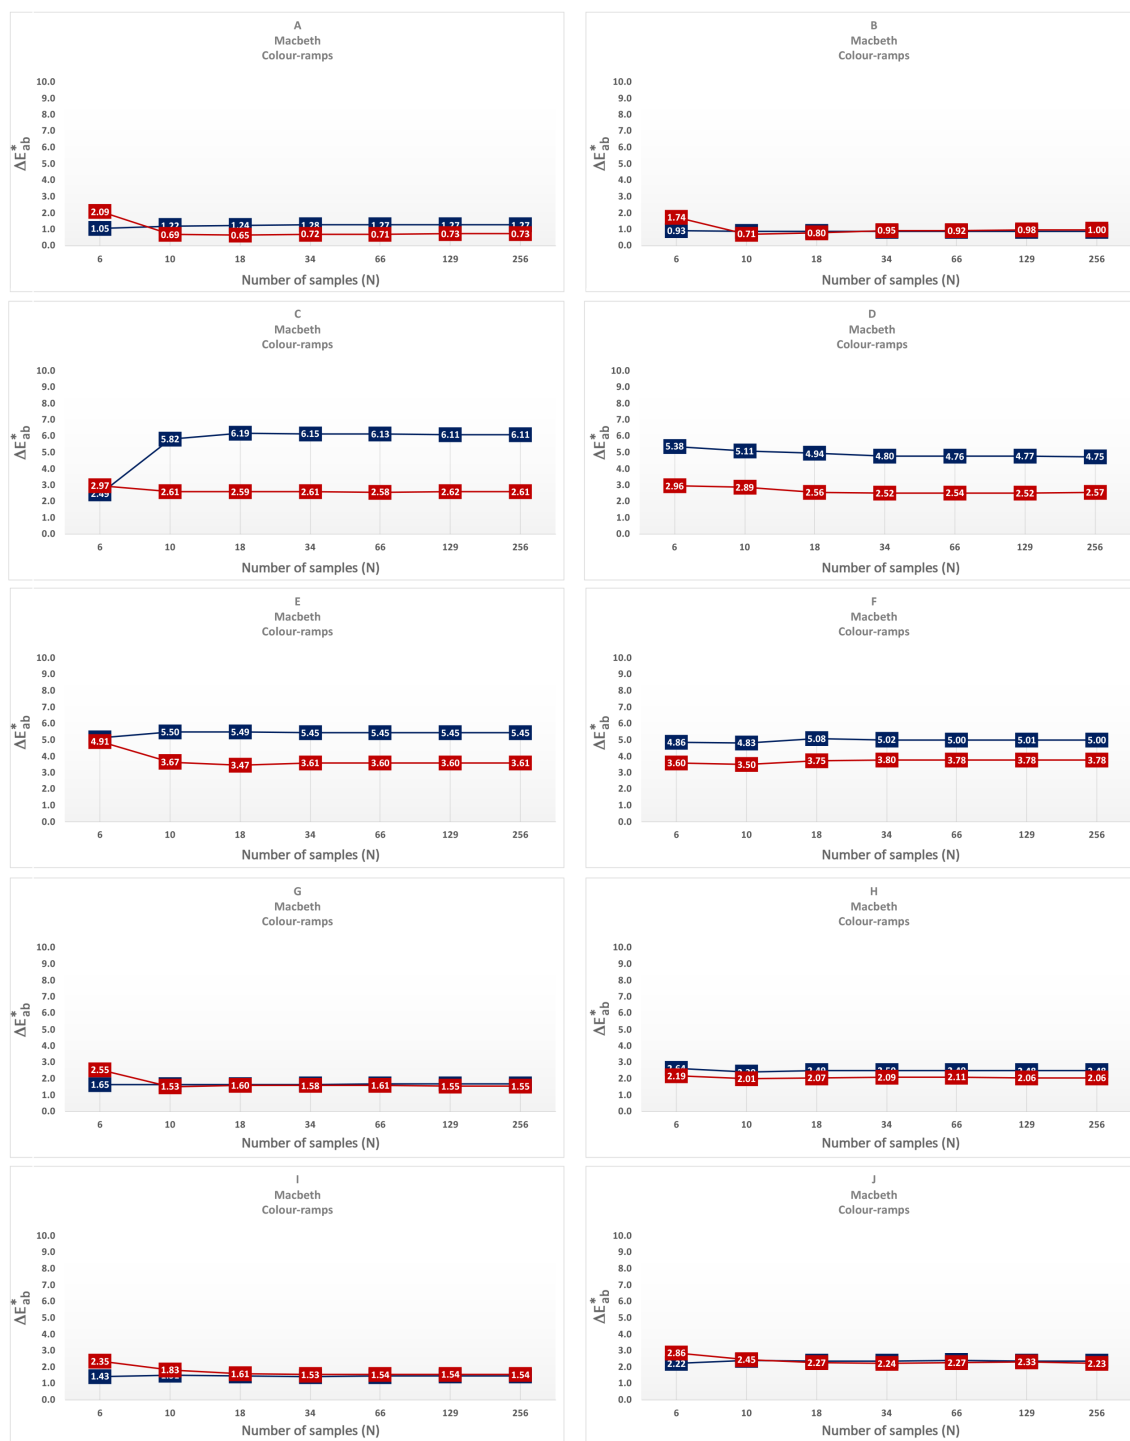 A
Macbeth
Colour-ramps
10.0
9.0
8.0
7.0
6.0
5.0
4.0
3.0
2.0
1.0
0.0
ΔE*ab
2.09 0.69 0.65 0.72 0.71 0.73 0.73
1.05 1.22 1.24 1.28 1.27 1.27 1.27
6 10 18 34 66 129 256
Number of samples (N)
B
Macbeth
Colour-ramps
10.0
9.0
8.0
7.0
6.0
5.0
4.0
3.0
2.0
1.0
0.0
ΔE*ab
1.74 0.71 0.80 0.95 0.92 0.98 1.00
0.93
6 10 18 34 66 129 256
Number of samples (N)
C
Macbeth
Colour-ramps
10.0
9.0
8.0
7.0
6.0
5.0
4.0
3.0
2.0
1.0
0.0
ΔE*ab
2.49 5.82 6.19 6.15 6.13 6.11 6.11
2.97 2.61 2.59 2.61 2.58 2.62 2.61
6 10 18 34 66 129 256
Number of samples (N)
D
Macbeth
Colour-ramps
10.0
9.0
8.0
7.0
6.0
5.0
4.0
3.0
2.0
1.0
0.0
ΔE*ab
5.38 5.11 4.94 4.80 4.76 4.77 4.75
2.96 2.89 2.56 2.52 2.54 2.52 2.57
6 10 18 34 66 129 256
Number of samples (N)
E
Macbeth
Colour-ramps
10.0
9.0
8.0
7.0
6.0
5.0
4.0
3.0
2.0
1.0
0.0
ΔE*ab
5.50 5.49 5.45 5.45 5.45 5.45
4.91 3.67 3.47 3.61 3.60 3.60 3.61
6 10 18 34 66 129 256
Number of samples (N)
F
Macbeth
Colour-ramps
10.0
9.0
8.0
7.0
6.0
5.0
4.0
3.0
2.0
1.0
0.0
ΔE*ab
4.86 4.83 5.08 5.02 5.00 5.01 5.00
3.60 3.50 3.75 3.80 3.78 3.78 3.78
6 10 18 34 66 129 256
Number of samples (N)
G
Macbeth
Colour-ramps
10.0
9.0
8.0
7.0
6.0
5.0
4.0
3.0
2.0
1.0
0.0
ΔE*ab
2.55 1.53 1.60 1.58 1.61 1.55 1.55
1.65
6 10 18 34 66 129 256
Number of samples (N)
H
Macbeth
Colour-ramps
10.0
9.0
8.0
7.0
6.0
5.0
4.0
3.0
2.0
1.0
0.0
ΔE*ab
2.19 2.01 2.07 2.09 2.11 2.06 2.06
6 10 18 34 66 129 256
Number of samples (N)
I
Macbeth
Colour-ramps
10.0
9.0
8.0
7.0
6.0
5.0
4.0
3.0
2.0
1.0
0.0
ΔE*ab
2.35 1.83 1.61 1.53 1.54 1.54 1.54
1.43
6 10 18 34 66 129 256
Number of samples (N)
J
Macbeth
Colour-ramps
10.0
9.0
8.0
7.0
6.0
5.0
4.0
3.0
2.0
1.0
0.0
ΔE*ab
2.86 2.45 2.27 2.24 2.27 2.33 2.23
2.22
6 10 18 34 66 129 256
Number of samples (N)